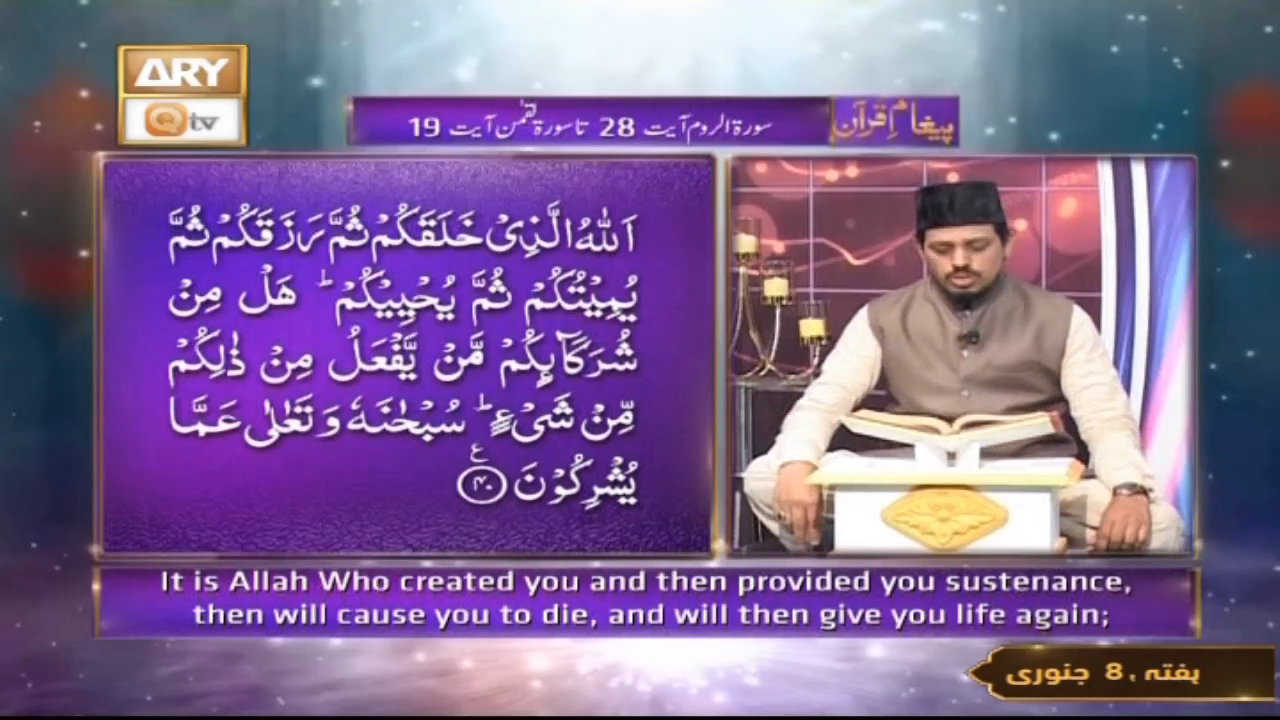 ARY
Qtv
پیغامِ قرآن
سورۃ الروم آیت 28 تا سورۃ لقمٰن آیت 19
اَللّٰهُ الَّذِیْ خَلَقَكُمْ ثُمَّ رَزَقَكُمْ ثُمَّ
یُمِیْتُكُمْ ثُمَّ یُحْیِیْكُمْ ؕ هَلْ مِنْ
شُرَكَآىِٕكُمْ مَّنْ یَّفْعَلُ مِنْ ذٰلِكُمْ
مِّنْ شَیْءٍ ؕ سُبْحٰنَهٗ وَ تَعٰلٰى عَمَّا
یُشْرِكُوْنَ ۧ۝۴۰
It is Allah Who created you and then provided you sustenance,
then will cause you to die, and will then give you life again;
ہفتہ، 8 جنوری